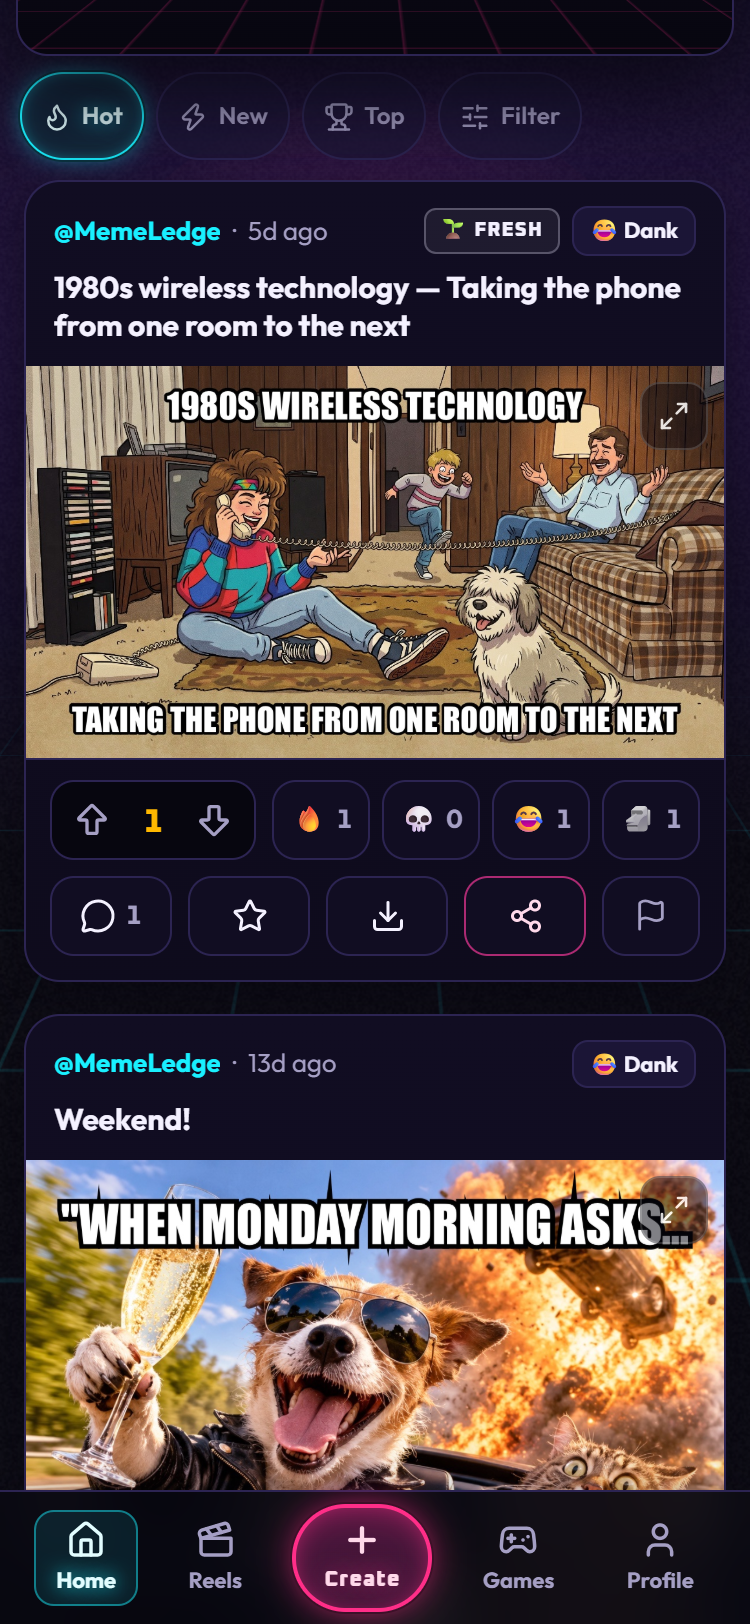 Hot New Top Filter
@MemeLedge · 5d ago 🌱 FRESH 😂 Dank
1980s wireless technology — Taking the phone
from one room to the next
1980S WIRELESS TECHNOLOGY
TAKING THE PHONE FROM ONE ROOM TO THE NEXT
1 🔥 1 💀 0 😂 1 🗿 1
1
@MemeLedge · 13d ago 😂 Dank
Weekend!
"WHEN MONDAY MORNING ASKS...
Home Reels Create Games Profile